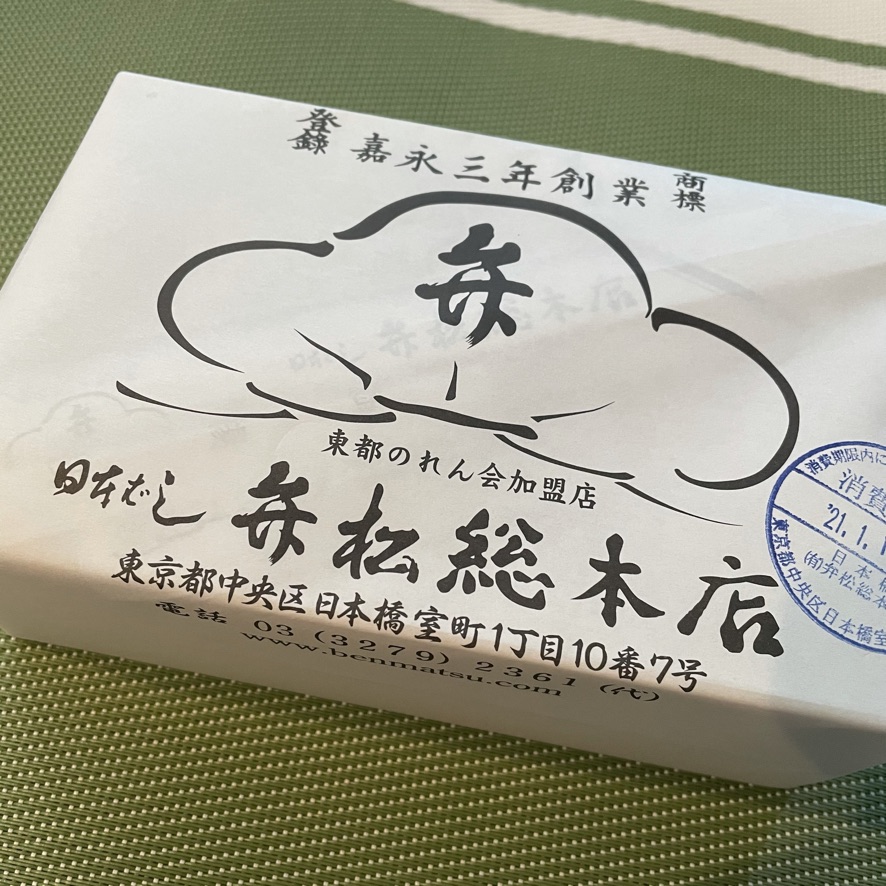 登録 嘉永三年創業 商標
弁
東都のれん会加盟店
日本ばし 弁松総本店
東京都中央区日本橋室町1丁目10番7号
電話 03(3279)2361(代)
www.benmatsu.com
消費期限内に
消費
'21.1.1
日本橋
(有)弁松総本
東京都中央区日本橋室